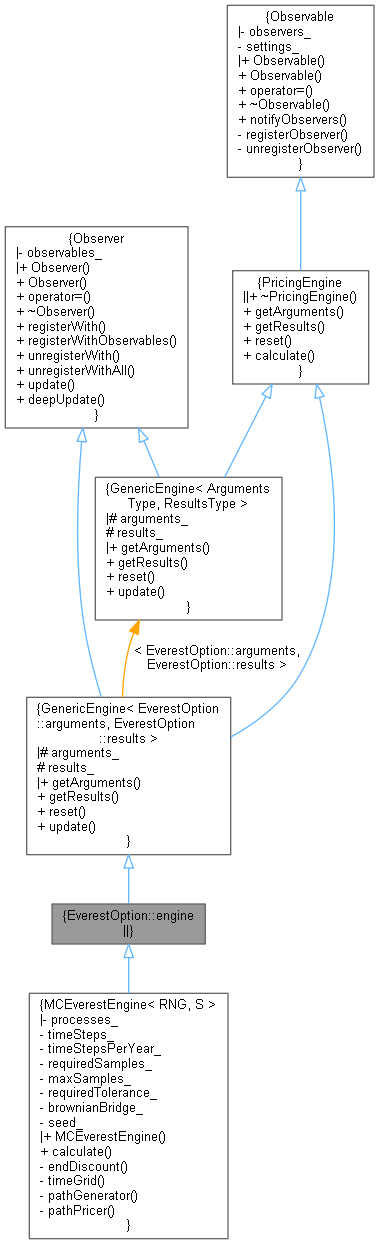 {Observable
|- observers_
- settings_
|+ Observable()
+ Observable()
+ operator=()
+ ~Observable()
+ notifyObservers()
- registerObserver()
- unregisterObserver()
}
{Observer
|- observables_
|+ Observer()
+ Observer()
+ operator=()
+ ~Observer()
+ registerWith()
+ registerWithObservables()
+ unregisterWith()
+ unregisterWithAll()
+ update()
+ deepUpdate()
}
{PricingEngine
||+ ~PricingEngine()
+ getArguments()
+ getResults()
+ reset()
+ calculate()
}
{GenericEngine< Arguments
Type, ResultsType >
|# arguments_
# results_
|+ getArguments()
+ getResults()
+ reset()
+ update()
}
< EverestOption::arguments,
EverestOption::results >
{GenericEngine< EverestOption
::arguments, EverestOption
::results >
|# arguments_
# results_
|+ getArguments()
+ getResults()
+ reset()
+ update()
}
{EverestOption::engine
||}
{MCEverestEngine< RNG, S >
|- processes_
- timeSteps_
- timeStepsPerYear_
- requiredSamples_
- maxSamples_
- requiredTolerance_
- brownianBridge_
- seed_
|+ MCEverestEngine()
+ calculate()
- endDiscount()
- timeGrid()
- pathGenerator()
- pathPricer()
}